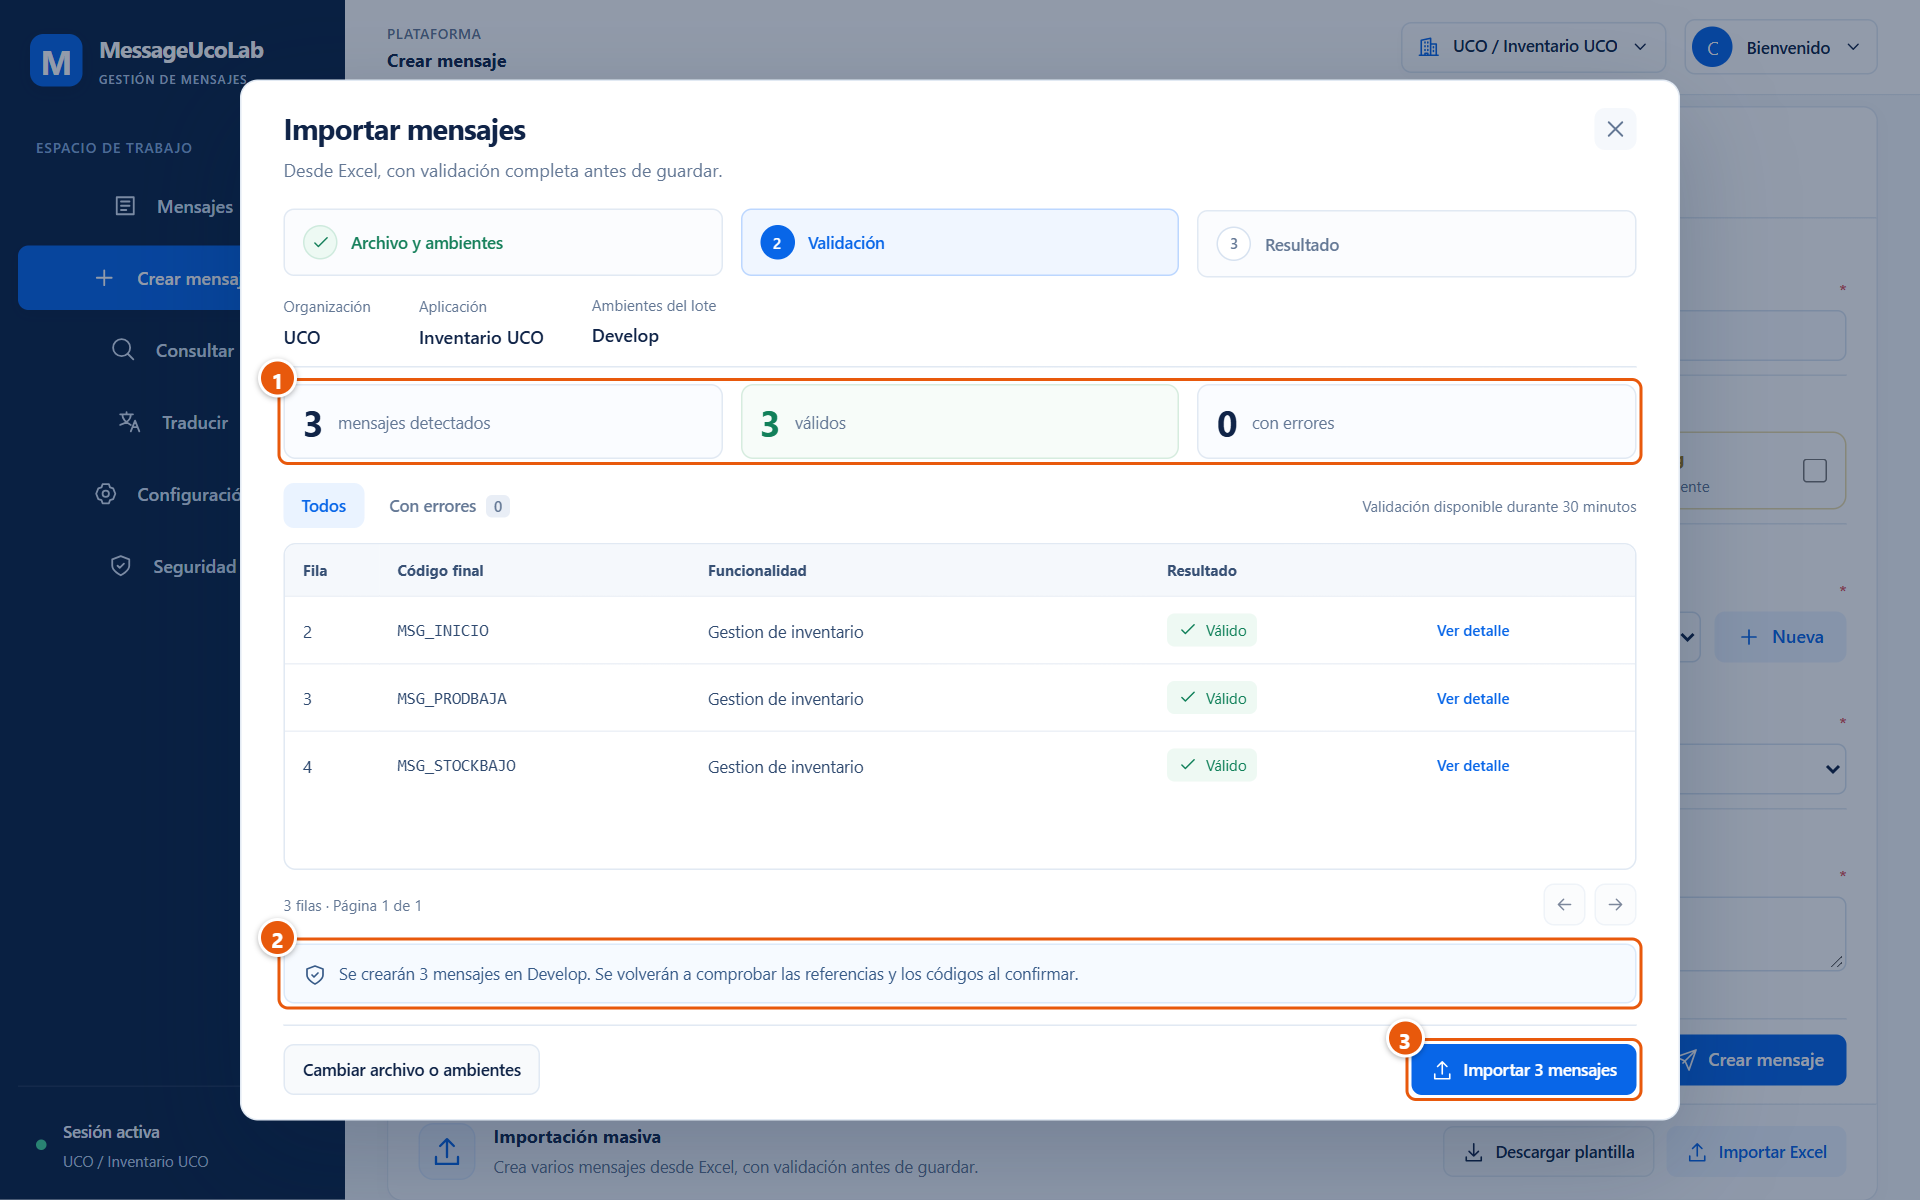 M
MessageUcoLab
GESTIÓN DE MENSAJES
PLATAFORMA
Crear mensaje
UCO / Inventario UCO
C
Bienvenido
ESPACIO DE TRABAJO
Mensajes
Crear mensaj
Consultar
Traducir
Configuració
Seguridad
Sesión activa
UCO / Inventario UCO
Importar mensajes
Desde Excel, con validación completa antes de guardar.
Archivo y ambientes
2 Validación
3 Resultado
Organización
UCO
Aplicación
Inventario UCO
Ambientes del lote
Develop
1
3 mensajes detectados
3 válidos
0 con errores
Todos
Con errores 0
Validación disponible durante 30 minutos
Fila Código final Funcionalidad Resultado
2 MSG_INICIO Gestion de inventario Válido Ver detalle
3 MSG_PRODBAJA Gestion de inventario Válido Ver detalle
4 MSG_STOCKBAJO Gestion de inventario Válido Ver detalle
3 filas · Página 1 de 1
2
Se crearán 3 mensajes en Develop. Se volverán a comprobar las referencias y los códigos al confirmar.
Cambiar archivo o ambientes
3
Importar 3 mensajes
*
ente
*
Nueva
*
*
Crear mensaje
Importación masiva
Crea varios mensajes desde Excel, con validación antes de guardar.
Descargar plantilla
Importar Excel